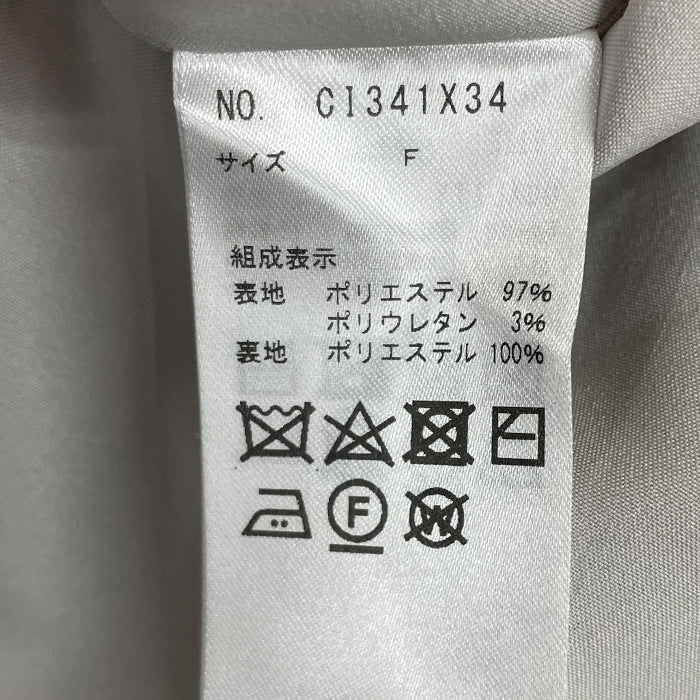 NO. CI341X34
サイズ F
組成表示
表地 ポリエステル 97%
ポリウレタン 3%
裏地 ポリエステル 100%
F W